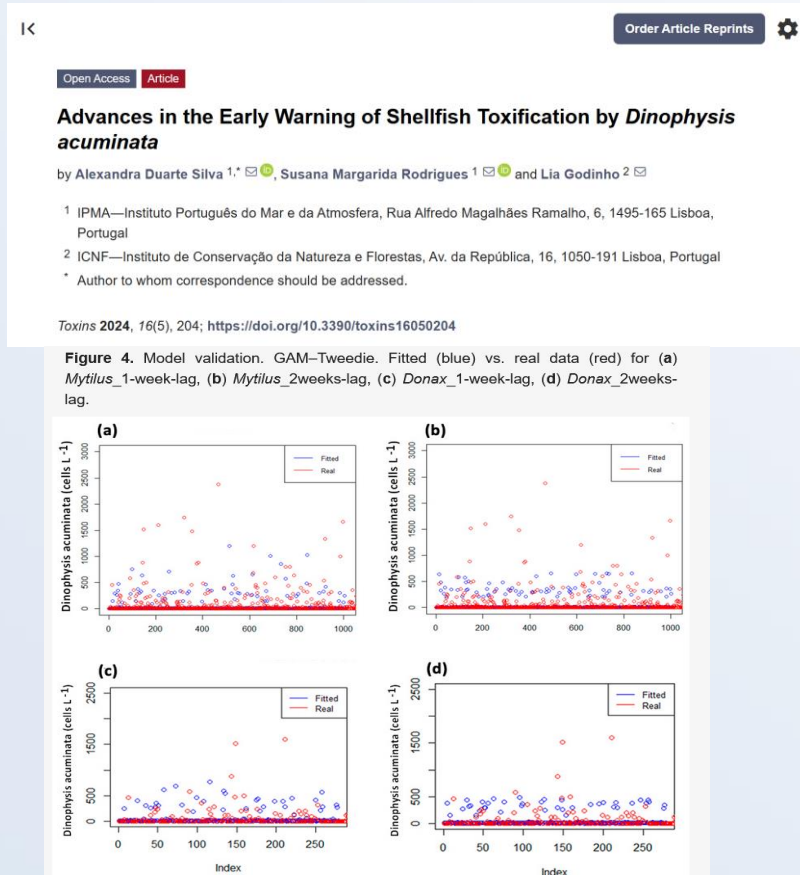 Order Article Reprints
Open Access Article
Advances in the Early Warning of Shellfish Toxification by Dinophysis
acuminata
by Alexandra Duarte Silva 1,* iD, Susana Margarida Rodrigues 1 iD and Lia Godinho 2
1 IPMA—Instituto Português do Mar e da Atmosfera, Rua Alfredo Magalhães Ramalho, 6, 1495-165 Lisboa,
Portugal
2 ICNF—Instituto de Conservação da Natureza e Florestas, Av. da República, 16, 1050-191 Lisboa, Portugal
* Author to whom correspondence should be addressed.
Toxins 2024, 16(5), 204; https://doi.org/10.3390/toxins16050204
Figure 4. Model validation. GAM–Tweedie. Fitted (blue) vs. real data (red) for (a)
Mytilus_1-week-lag, (b) Mytilus_2weeks-lag, (c) Donax_1-week-lag, (d) Donax_2weeks-
lag.
(a)
Dinophysis acuminata (cells L -1)
3000
2500
2000
1500
1000
500
0
Fitted
Real
0 200 400 600 800 1000
(b)
Dinophysis acuminata (cells L -1)
3000
2500
2000
1500
1000
500
0
Fitted
Real
0 200 400 600 800 1000
(c)
Dinophysis acuminata (cells L -1)
2500
1500
500
0
Fitted
Real
0 50 100 150 200 250
Index
(d)
Dinophysis acuminata (cells L -1)
2500
1500
500
0
Fitted
Real
0 50 100 150 200 250
Index